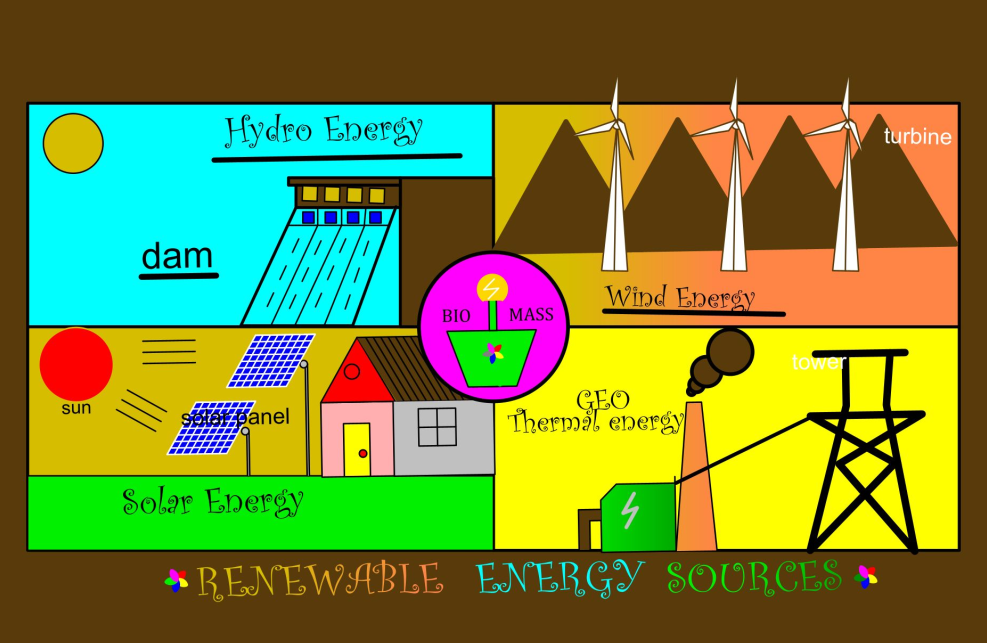 Hydro Energy
dam
turbine
Wind Energy
BIO MASS
sun
solar panel
Solar Energy
GEO
Thermal energy
tower
RENEWABLE ENERGY SOURCES